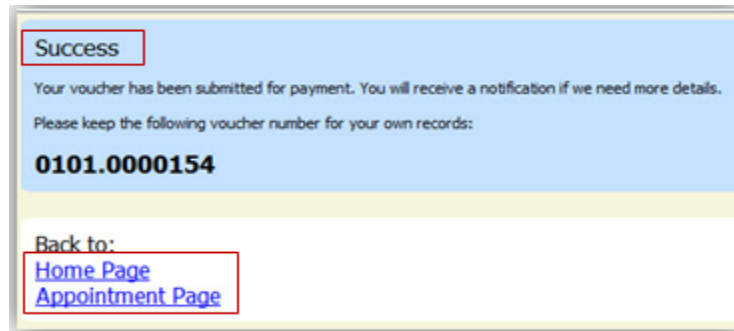 Success
Your voucher has been submitted for payment. You will receive a notification if we need more details.
Please keep the following voucher number for your own records:
0101.0000154
Back to:
Home Page
Appointment Page